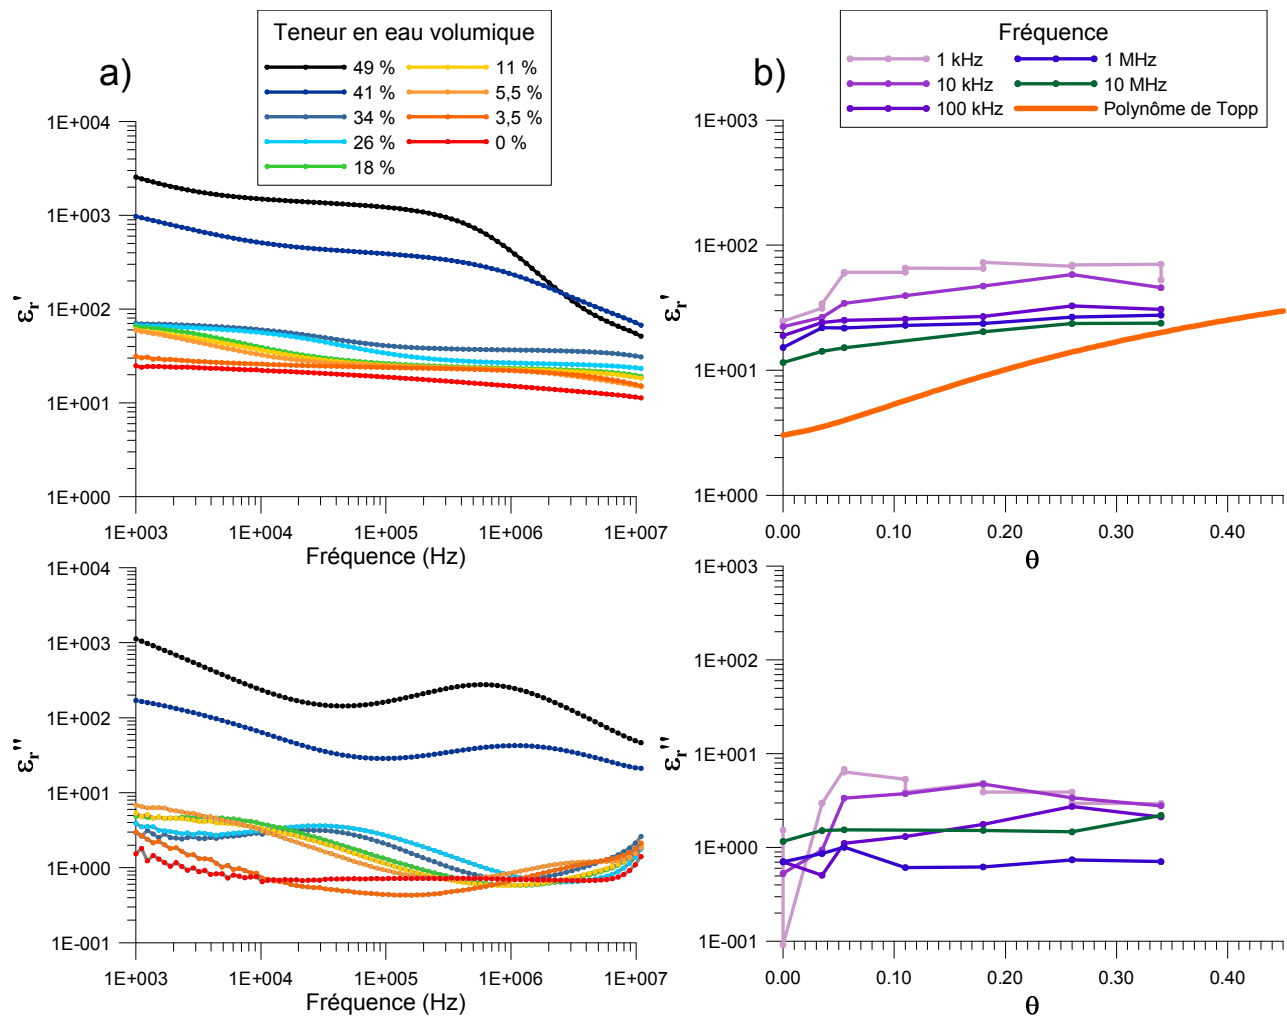 a)
Teneur en eau volumique
49 %
11 %
41 %
5,5 %
34 %
3,5 %
26 %
0 %
18 %
1E+004
1E+003
1E+002
1E+001
1E+000
εr'
1E+003
1E+004
1E+005
1E+006
1E+007
Fréquence (Hz)
b)
Fréquence
1 kHz
1 MHz
10 kHz
10 MHz
100 kHz
Polynôme de Topp
1E+003
1E+002
1E+001
1E+000
εr'
0.00
0.10
0.20
0.30
0.40
θ
1E+004
1E+003
1E+002
1E+001
1E+000
1E-001
εr''
1E+003
1E+004
1E+005
1E+006
1E+007
Fréquence (Hz)
1E+003
1E+002
1E+001
1E+000
1E-001
εr''
0.00
0.10
0.20
0.30
0.40
θ